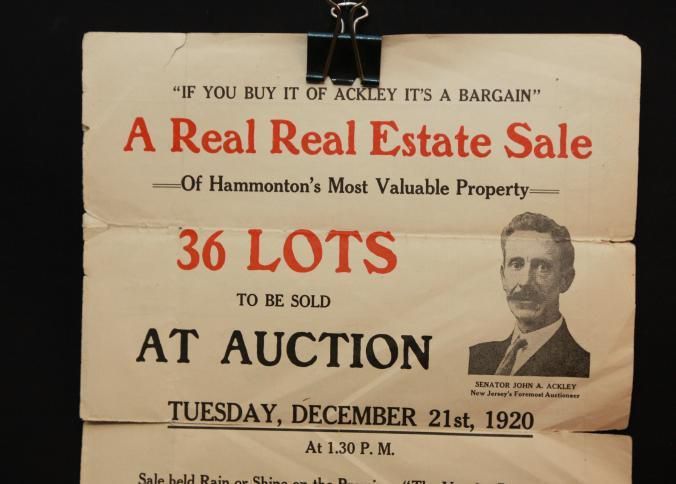 "IF YOU BUY IT OF ACKLEY IT'S A BARGAIN"
A Real Real Estate Sale
Of Hammonton's Most Valuable Property
36 LOTS
TO BE SOLD
AT AUCTION
SENATOR JOHN A. ACKLEY
New Jersey's Foremost Auctioneer
TUESDAY, DECEMBER 21st, 1920
At 1.30 P. M.
Sale held Rain or Shine on the